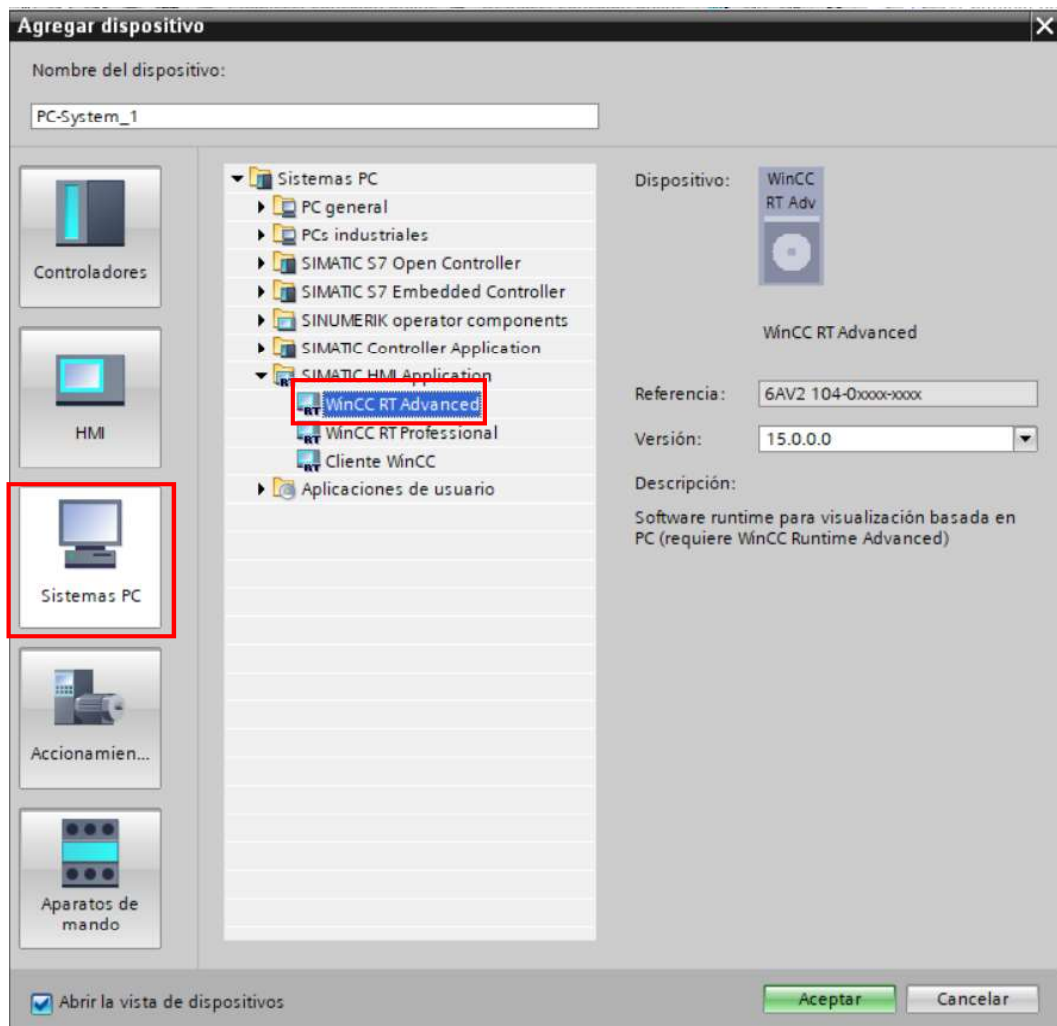 Agregar dispositivo
Nombre del dispositivo:
PC-System_1
Controladores
HMI
Sistemas PC
Accionamien...
Aparatos de
mando
Sistemas PC
PC general
PCs industriales
SIMATIC S7 Open Controller
SIMATIC S7 Embedded Controller
SINUMERIK operator components
SIMATIC Controller Application
SIMATIC HMI Application
WinCC RT Advanced
WinCC RT Professional
Cliente WinCC
Aplicaciones de usuario
Dispositivo:
WinCC
RT Adv
WinCC RT Advanced
Referencia: 6AV2 104-0xxxx-xxxx
Versión: 15.0.0.0
Descripción:
Software runtime para visualización basada en
PC (requiere WinCC Runtime Advanced)
Abrir la vista de dispositivos
Aceptar Cancelar